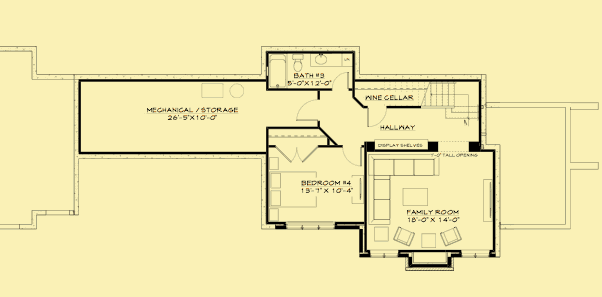 BATH #3
5'-0"X12'-0"
MECHANICAL / STORAGE
26'-5"X10'-0"
WINE CELLAR
HALLWAY
DISPLAY SHELVES
7'-0" TALL OPENING
BEDROOM #4
13'-7" X 10'-4"
FAMILY ROOM
18'-0" X 14'-0"